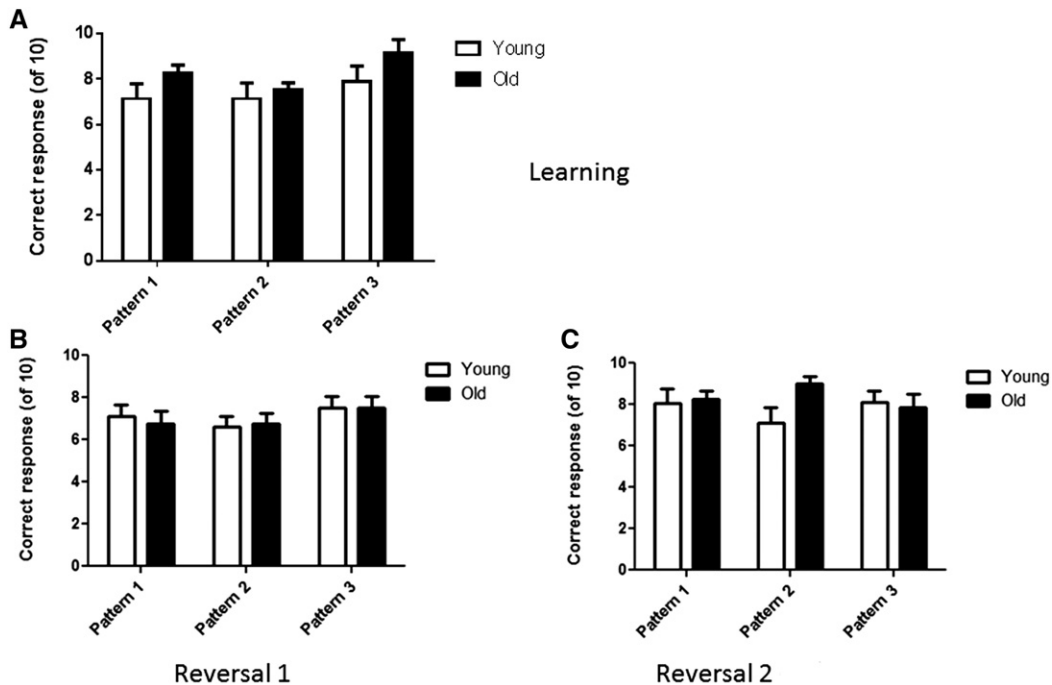 A
Correct response (of 10)
10
8
6
4
2
0
Pattern 1
Pattern 2
Pattern 3
Young
Old
Learning
B
Correct response (of 10)
10
8
6
4
2
0
Pattern 1
Pattern 2
Pattern 3
Young
Old
Reversal 1
C
Correct response (of 10)
10
8
6
4
2
0
Pattern 1
Pattern 2
Pattern 3
Young
Old
Reversal 2